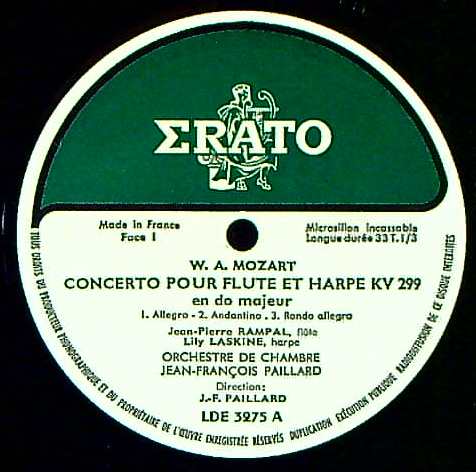 ΣRATO
Made in France
Face 1
Microsillon incassable
Longue durée 33 T.1/3
W. A. MOZART
CONCERTO POUR FLUTE ET HARPE KV 299
en do majeur
1. Allegro - 2. Andantino - 3. Rondo allegro
Jean-Pierre RAMPAL, flûte
Lily LASKINE, harpe
ORCHESTRE DE CHAMBRE
JEAN-FRANÇOIS PAILLARD
Direction:
J.-F. PAILLARD
LDE 3275 A
TOUS DROITS DU PRODUCTEUR PHONOGRAPHIQUE ET DU PROPRIÉTAIRE DE L'ŒUVRE ENREGISTRÉE RÉSERVÉS DUPLICATION EXÉCUTION PUBLIQUE RADIODIFFUSION DE CE DISQUE INTERDITES